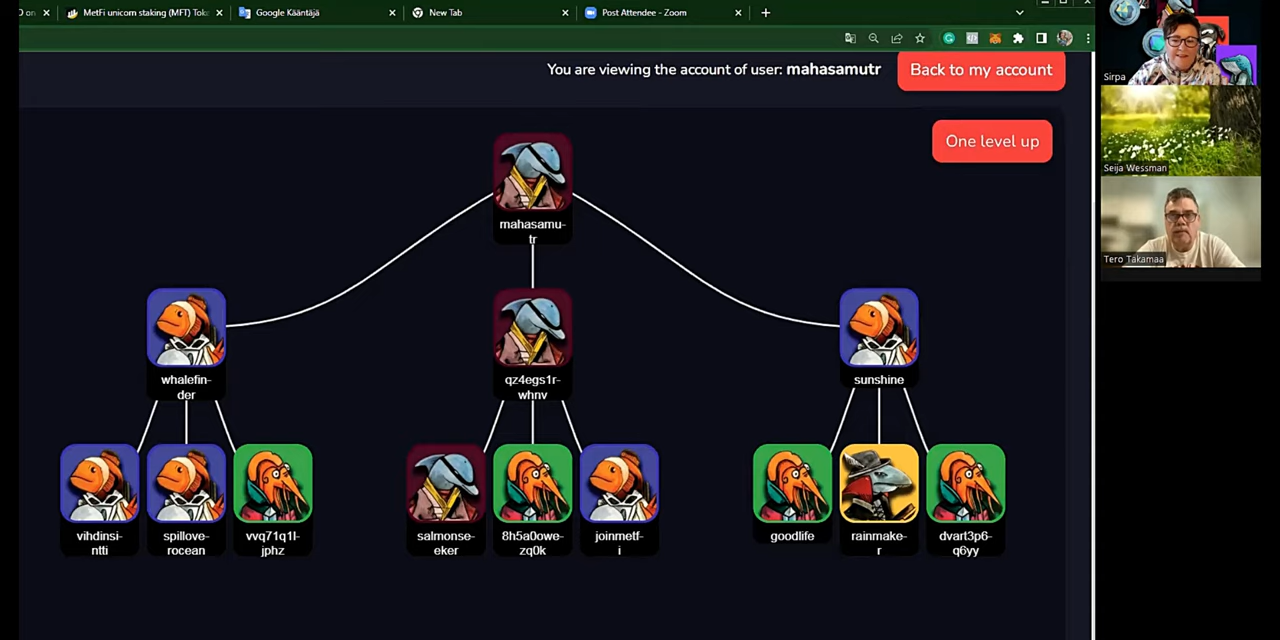 on
MetFi unicorn staking (MFT) Tok
Google Kääntäjä
New Tab
Post Attendee - Zoom
You are viewing the account of user: mahasamutr
Back to my account
One level up
Sirpa
Seija Wessman
Tero Takamaa
mahasamu-
tr
whalefin-
der
qz4egs1r-
whnv
sunshine
vihdinsi-
ntti
spillove-
rocean
vvq71q1l-
jphz
salmonse-
eker
8h5a0owe-
zq0k
joinmetf-
i
goodlife
rainmake-
r
dvart3p6-
q6yy